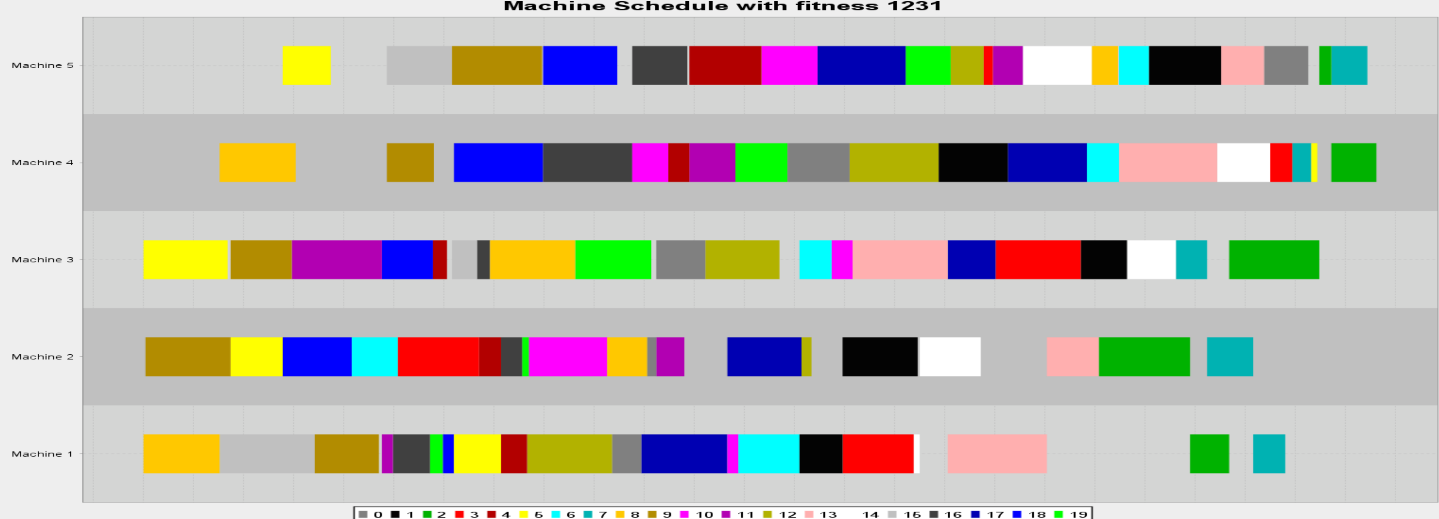 Machine Schedule with fitness 1231
Machine 5
Machine 4
Machine 3
Machine 2
Machine 1
0 1 2 3 4 5 6 7 8 9 10 11 12 13 14 15 16 17 18 19